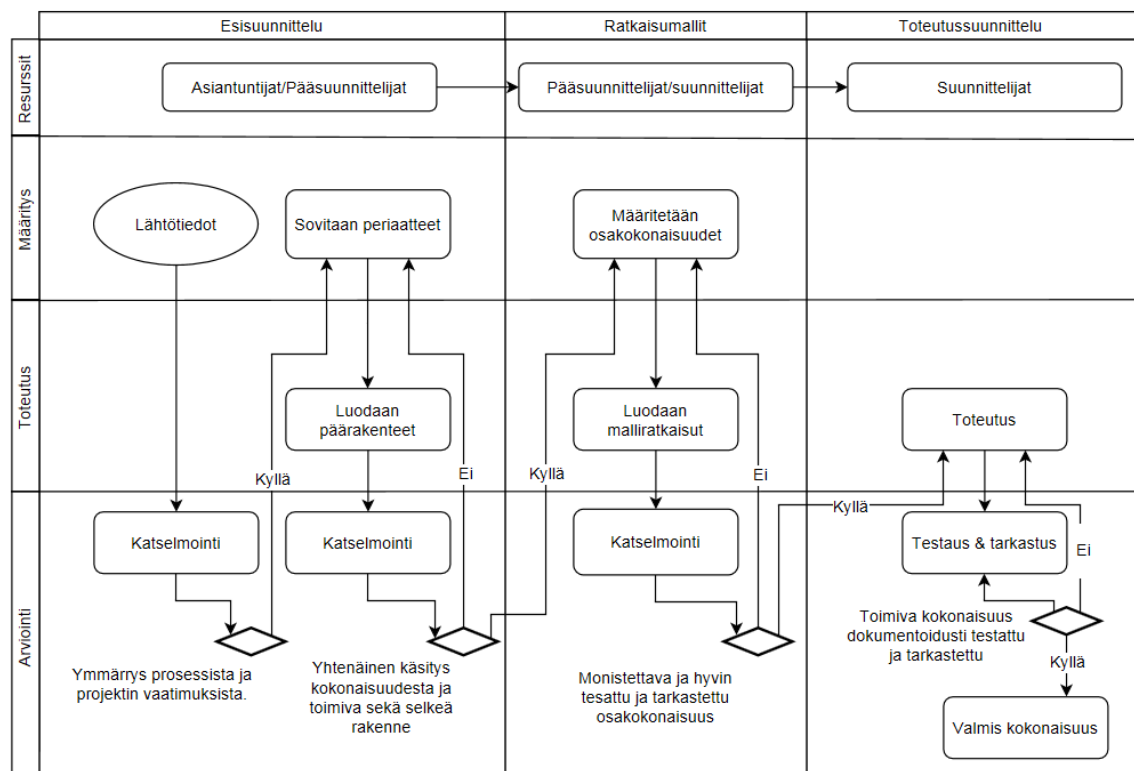 Esisuunnittelu
Ratkaisumallit
Toteutussuunnittelu
Resurssit
Asiantuntijat/Pääsuunnittelijat
Pääsuunnittelijat/suunnittelijat
Suunnittelijat
Määritys
Lähtötiedot
Sovitaan periaatteet
Määritetään
osakokonaisuudet
Toteutus
Luodaan
päärakenteet
Luodaan
malliratkaisut
Toteutus
Kyllä
Ei
Kyllä
Ei
Kyllä
Arviointi
Katselmointi
Katselmointi
Katselmointi
Testaus & tarkastus
Ei
Ymmärrys prosessista ja
projektin vaatimuksista.
Yhtenäinen käsitys
kokonaisuudesta ja
toimiva sekä selkeä
rakenne
Monistettava ja hyvin
tesattu ja tarkastettu
osakokonaisuus
Toimiva kokonaisuus
dokumentoidusti testattu
ja tarkastettu
Kyllä
Valmis kokonaisuus